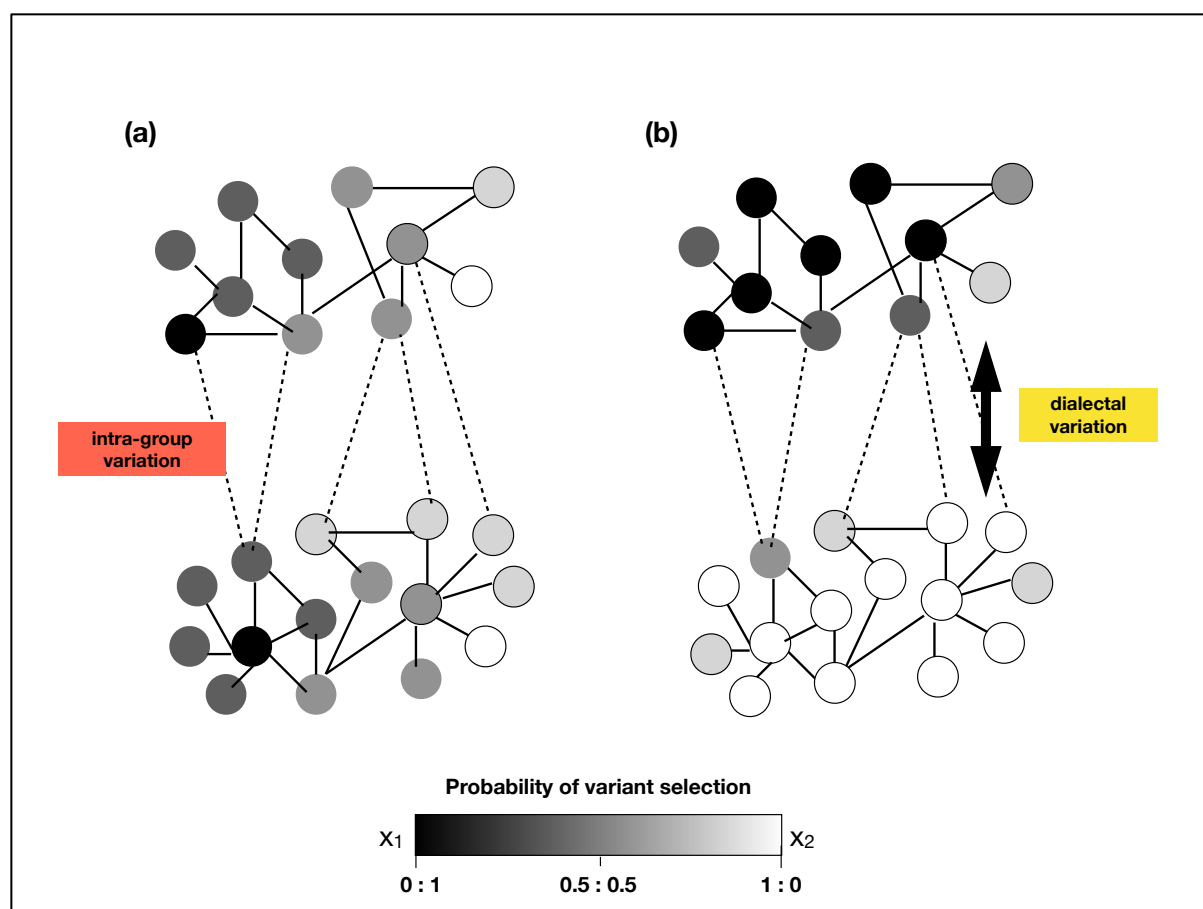 (a)
(b)
intra-group
variation
dialectal
variation
Probability of variant selection
x₁
x₂
0 : 1
0.5 : 0.5
1 : 0